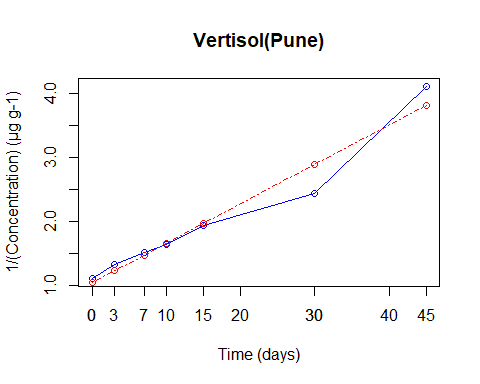 Vertisol(Pune)
1/(Concentration) (µg g-1)
4.0
3.0
2.0
1.0
0 3 7 10 15 20 30 40 45
Time (days)